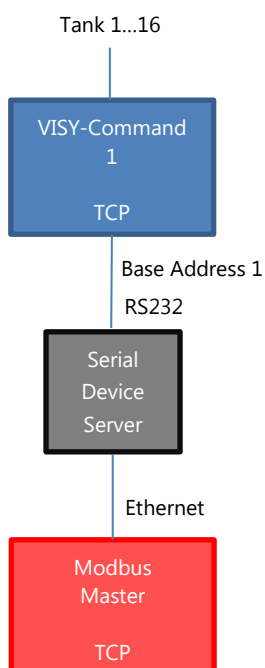 Tank 1…16
VISY-Command
1
TCP
Base Address 1
RS232
Serial
Device
Server
Ethernet
Modbus
Master
TCP